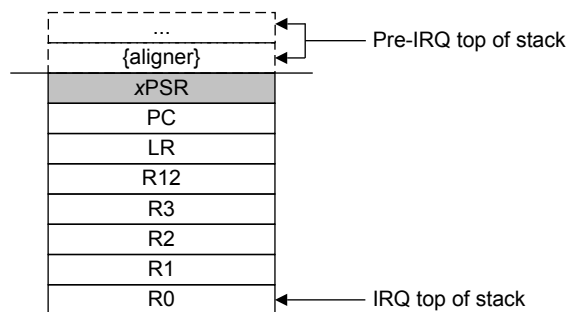 ...
Pre-IRQ top of stack
{aligner}
xPSR
PC
LR
R12
R3
R2
R1
R0
IRQ top of stack